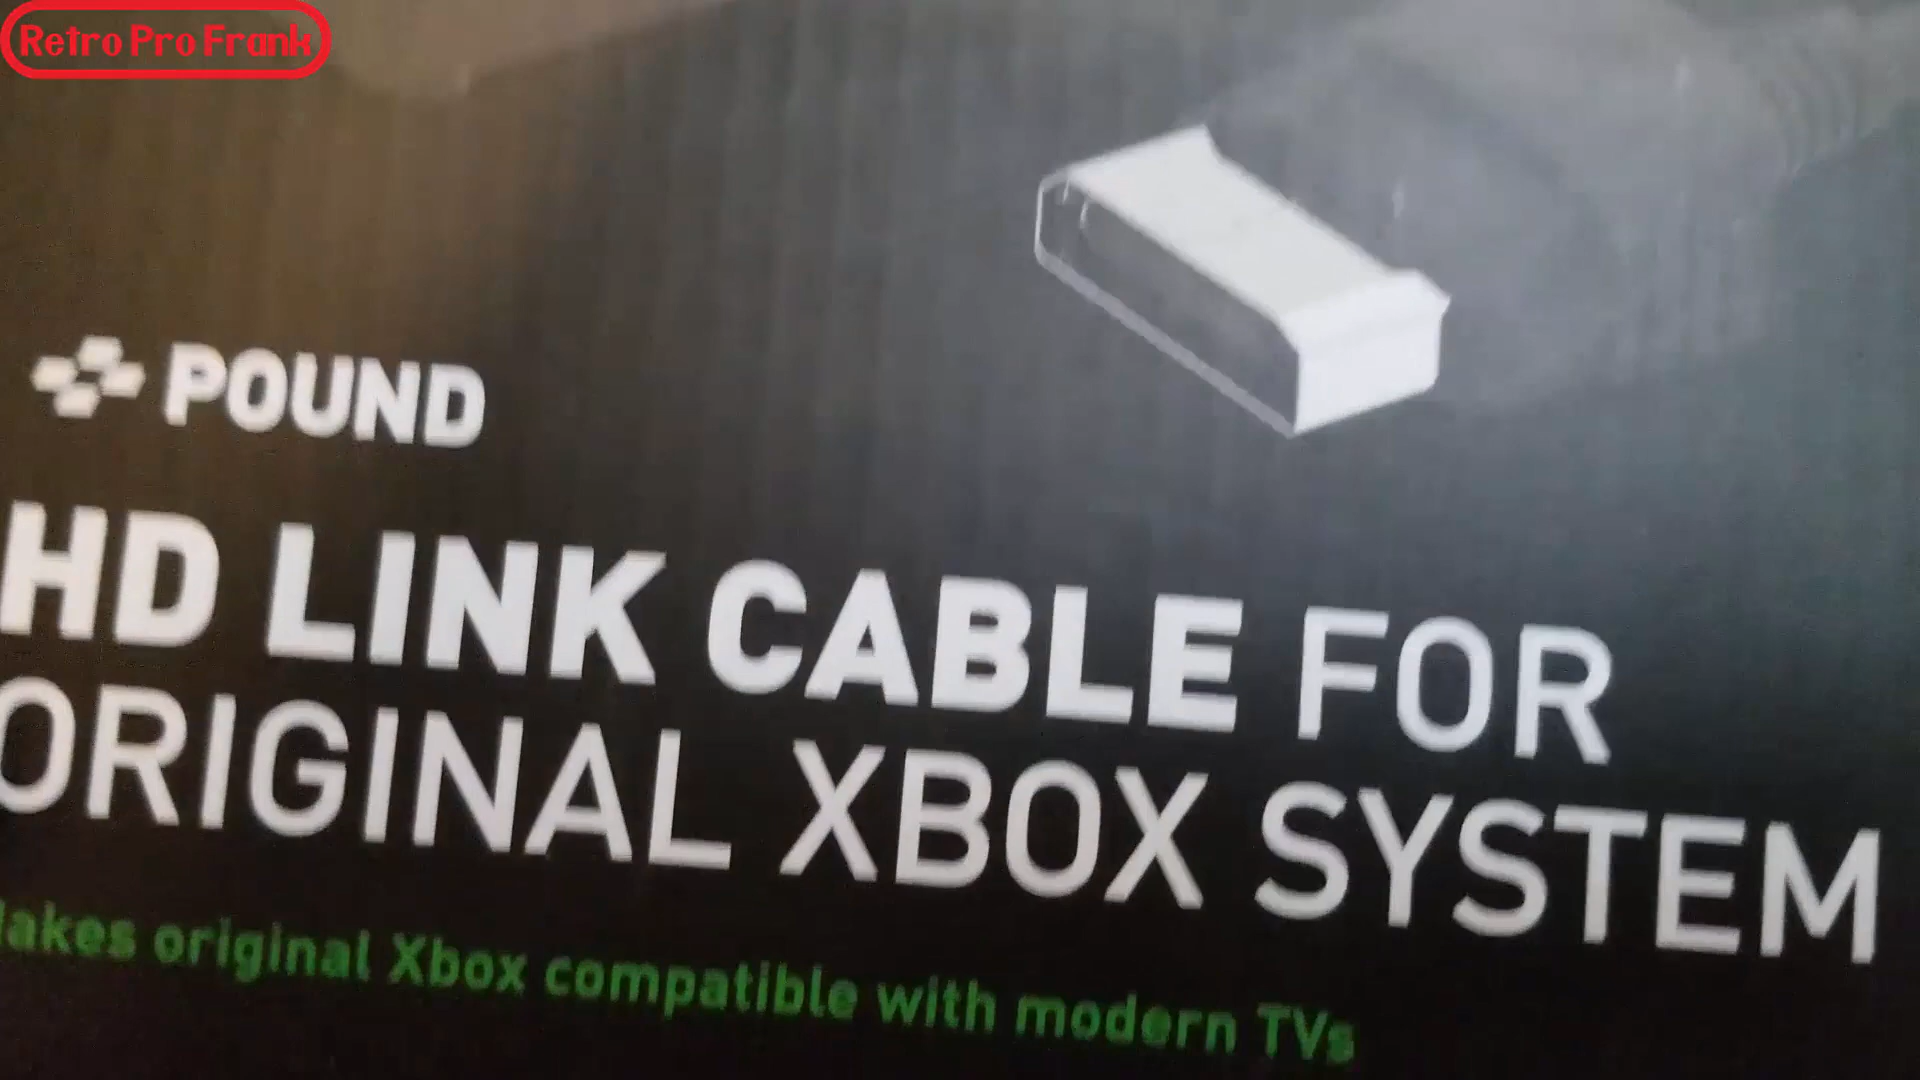 Retro Pro Frank
POUND
HD LINK CABLE FOR
ORIGINAL XBOX SYSTEM
original Xbox compatible with modern TVs